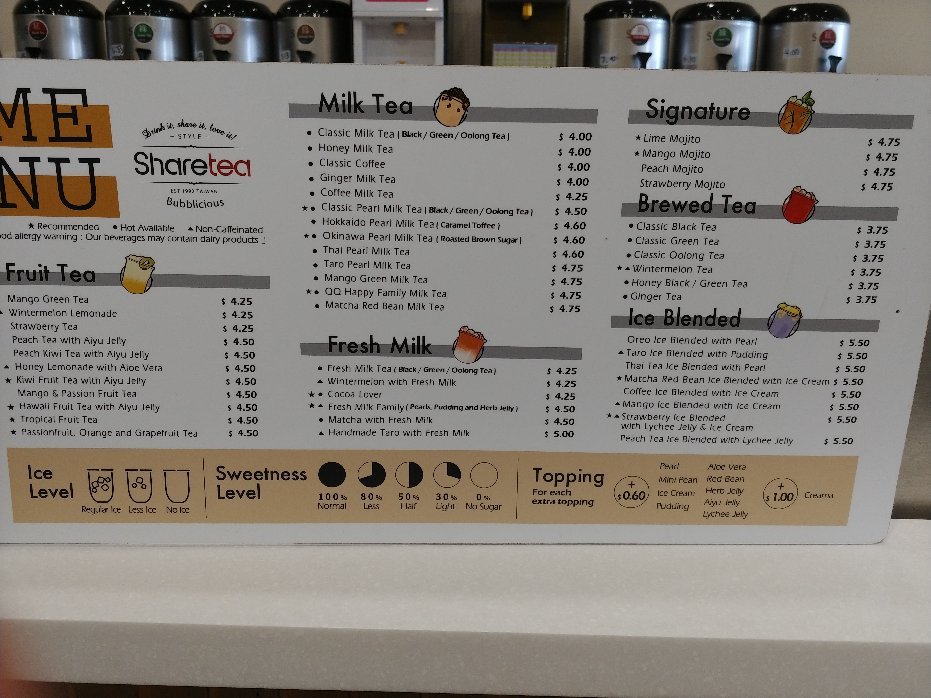 ME
NU
Drink it, share it, love it!
~ STYLE ~
Sharetea
EST 1992 TAIWAN
Bubblicious
★ Recommended ● Hot Available ▲ Non-Caffeinated
od allergy warning : Our beverages may contain dairy products !
Fruit Tea
Mango Green Tea $ 4.25
▲ Wintermelon Lemonade $ 4.25
Strawberry Tea $ 4.25
Peach Tea with Aiyu Jelly $ 4.50
Peach Kiwi Tea with Aiyu Jelly $ 4.50
▲ Honey Lemonade with Aloe Vera $ 4.50
★ Kiwi Fruit Tea with Aiyu Jelly $ 4.50
Mango & Passion Fruit Tea $ 4.50
★ Hawaii Fruit Tea with Aiyu Jelly $ 4.50
★ Tropical Fruit Tea $ 4.50
★ Passionfruit, Orange and Grapefruit Tea $ 4.50
Milk Tea
● Classic Milk Tea ( Black / Green / Oolong Tea ) $ 4.00
● Honey Milk Tea $ 4.00
● Classic Coffee $ 4.00
● Ginger Milk Tea $ 4.00
● Coffee Milk Tea $ 4.25
★ ● Classic Pearl Milk Tea ( Black / Green / Oolong Tea ) $ 4.50
● Hokkaido Pearl Milk Tea ( Caramel Toffee ) $ 4.60
★ ● Okinawa Pearl Milk Tea ( Roasted Brown Sugar ) $ 4.60
● Thai Pearl Milk Tea $ 4.60
● Taro Pearl Milk Tea $ 4.75
● Mango Green Milk Tea $ 4.75
★ ● QQ Happy Family Milk Tea $ 4.75
● Matcha Red Bean Milk Tea $ 4.75
Fresh Milk
● Fresh Milk Tea ( Black / Green / Oolong Tea ) $ 4.25
▲ Wintermelon with Fresh Milk $ 4.25
★ ● Cocoa Lover $ 4.25
★ ▲ Fresh Milk Family ( Pearls, Pudding and Herb Jelly ) $ 4.50
● Matcha with Fresh Milk $ 4.50
▲ Handmade Taro with Fresh Milk $ 5.00
Signature
★ Lime Mojito $ 4.75
★ Mango Mojito $ 4.75
Peach Mojito $ 4.75
Strawberry Mojito $ 4.75
Brewed Tea
● Classic Black Tea $ 3.75
● Classic Green Tea $ 3.75
● Classic Oolong Tea $ 3.75
★ ▲ Wintermelon Tea $ 3.75
● Honey Black / Green Tea $ 3.75
● Ginger Tea $ 3.75
Ice Blended
Oreo Ice Blended with Pearl $ 5.50
▲ Taro Ice Blended with Pudding $ 5.50
Thai Tea Ice Blended with Pearl $ 5.50
★ Matcha Red Bean Ice Blended with Ice Cream $ 5.50
Coffee Ice Blended with Ice Cream $ 5.50
▲ Mango Ice Blended with Ice Cream $ 5.50
★ ▲ Strawberry Ice Blended $ 5.50
with Lychee Jelly & Ice Cream
Peach Tea Ice Blended with Lychee Jelly $ 5.50
Ice Level
Regular Ice Less Ice No Ice
Sweetness Level
100% 80% 50% 30% 0%
Normal Less Half Light No Sugar
Topping
For each
extra topping
+ $0.60
Pearl
Mini Pearl
Ice Cream
Pudding
Aloe Vera
Red Bean
Herb Jelly
Aiyu Jelly
Lychee Jelly
+ $ 1.00 Creama